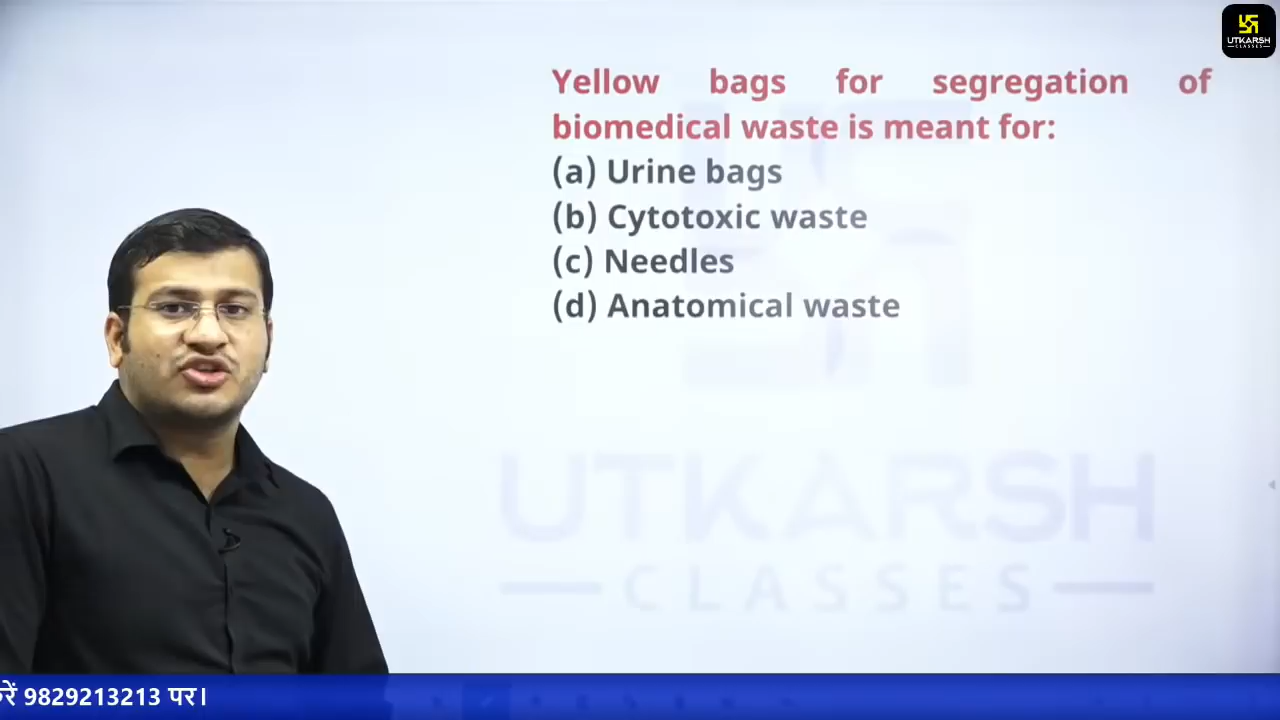 UTKARSH
CLASSES
Yellow bags for segregation of
biomedical waste is meant for:
(a) Urine bags
(b) Cytotoxic waste
(c) Needles
(d) Anatomical waste
UTKARSH
CLASSES
रें 9829213213 पर।